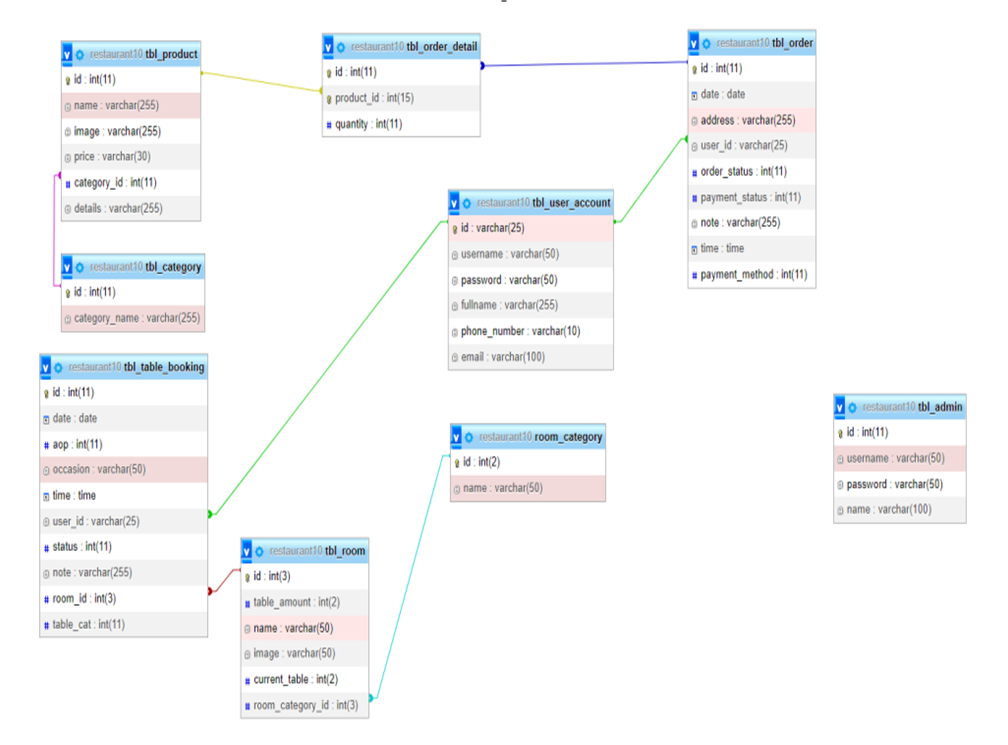 restaurant10 tbl_product
id : int(11)
name : varchar(255)
image : varchar(255)
price : varchar(30)
category_id : int(11)
details : varchar(255)
restaurant10 tbl_order_detail
id : int(11)
product_id : int(15)
quantity : int(11)
restaurant10 tbl_order
id : int(11)
date : date
address : varchar(255)
user_id : varchar(25)
order_status : int(11)
payment_status : int(11)
note : varchar(255)
time : time
payment_method : int(11)
restaurant10 tbl_category
id : int(11)
category_name : varchar(255)
restaurant10 tbl_user_account
id : varchar(25)
username : varchar(50)
password : varchar(50)
fullname : varchar(255)
phone_number : varchar(10)
email : varchar(100)
restaurant10 tbl_table_booking
id : int(11)
date : date
aop : int(11)
occasion : varchar(50)
time : time
user_id : varchar(25)
status : int(11)
note : varchar(255)
room_id : int(3)
table_cat : int(11)
restaurant10 room_category
id : int(2)
name : varchar(50)
restaurant10 tbl_admin
id : int(11)
username : varchar(50)
password : varchar(50)
name : varchar(100)
restaurant10 tbl_room
id : int(3)
table_amount : int(2)
name : varchar(50)
image : varchar(50)
current_table : int(2)
room_category_id : int(3)